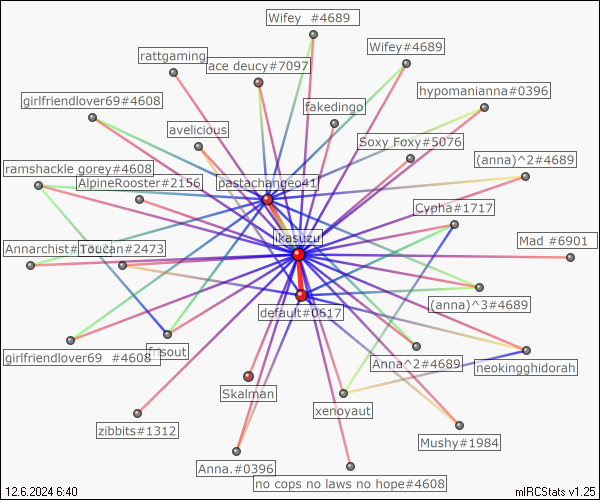 Wifey  #4689
Wifey#4689
rattgaming
ace deucy#7097
hypomanianna#0396
girlfriendlover69#4608
fakedingo
avelicious
Soxy Foxy#5076
(anna)^2#4689
ramshackle gorey#4608
AlpineRooster#2156
pastachangeo41
Cypha#1717
ikasuzu
Mad #6901
Annarchist#
Toucan#2473
(anna)^3#4689
default#0617
girlfriendlover69  #4608
Anna^2#4689
neokingghidorah
Skalman
xenoyaut
zibbits#1312
Mushy#1984
Anna.#0396
no cops no laws no hope#4608
12.6.2024 6:40
mIRCStats v1.25